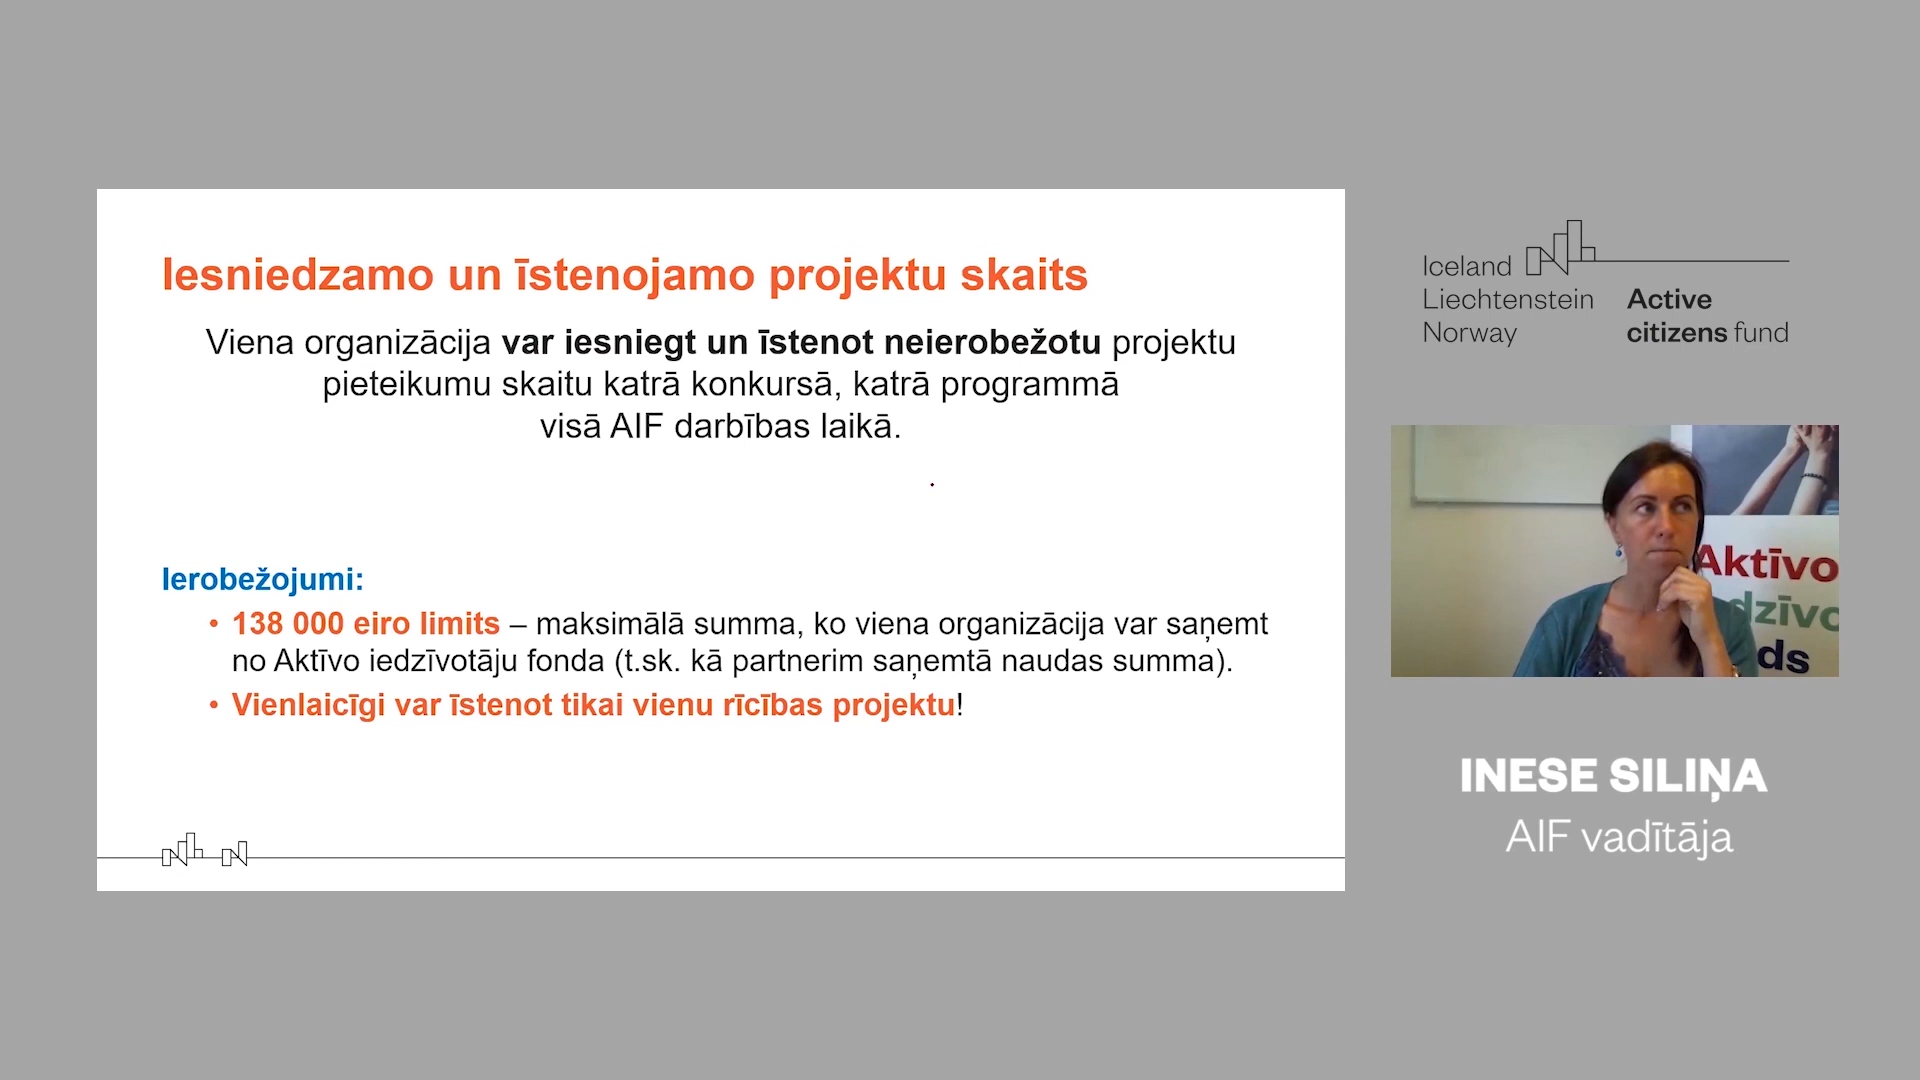 Iesniedzamo un īstenojamo projektu skaits
Viena organizācija var iesniegt un īstenot neierobežotu projektu
pieteikumu skaitu katrā konkursā, katrā programmā
visā AIF darbības laikā.
Ierobežojumi:
• 138 000 eiro limits – maksimālā summa, ko viena organizācija var saņemt
no Aktīvo iedzīvotāju fonda (t.sk. kā partnerim saņemtā naudas summa).
• Vienlaicīgi var īstenot tikai vienu rīcības projektu!
Iceland
Liechtenstein
Norway
Active
citizens fund
Aktīvo
dzīvo
ds
INESE SILIŅA
AIF vadītāja